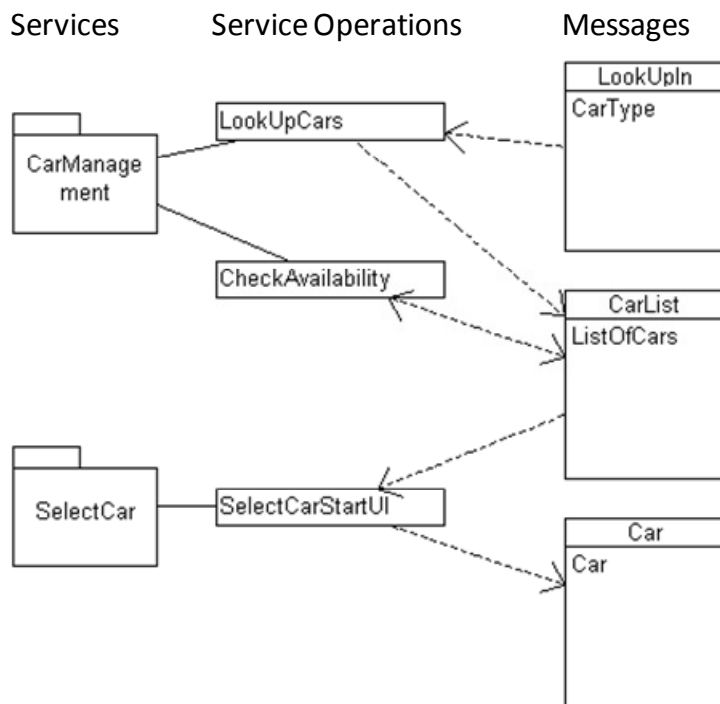 Services
Service Operations
Messages
LookUpIn
CarType
LookUpCars
CarManage
ment
CheckAvailability
CarList
ListOfCars
SelectCar
SelectCarStartUI
Car
Car